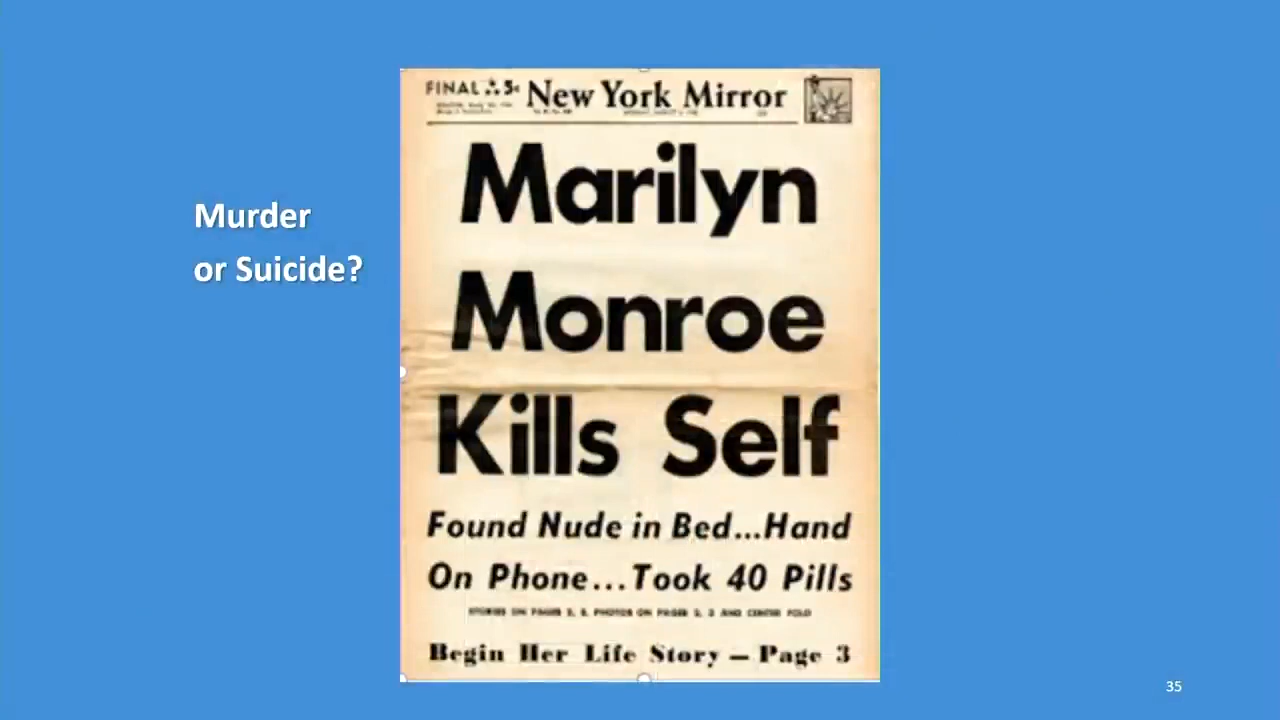 FINAL 5¢ New York Mirror
Marilyn
Monroe
Kills Self
Found Nude in Bed...Hand
On Phone...Took 40 Pills
STORIES ON PAGES 2, 5. PHOTOS ON PAGES 2, 3 AND CENTER FOLD
Begin Her Life Story — Page 3
Murder
or Suicide?
35